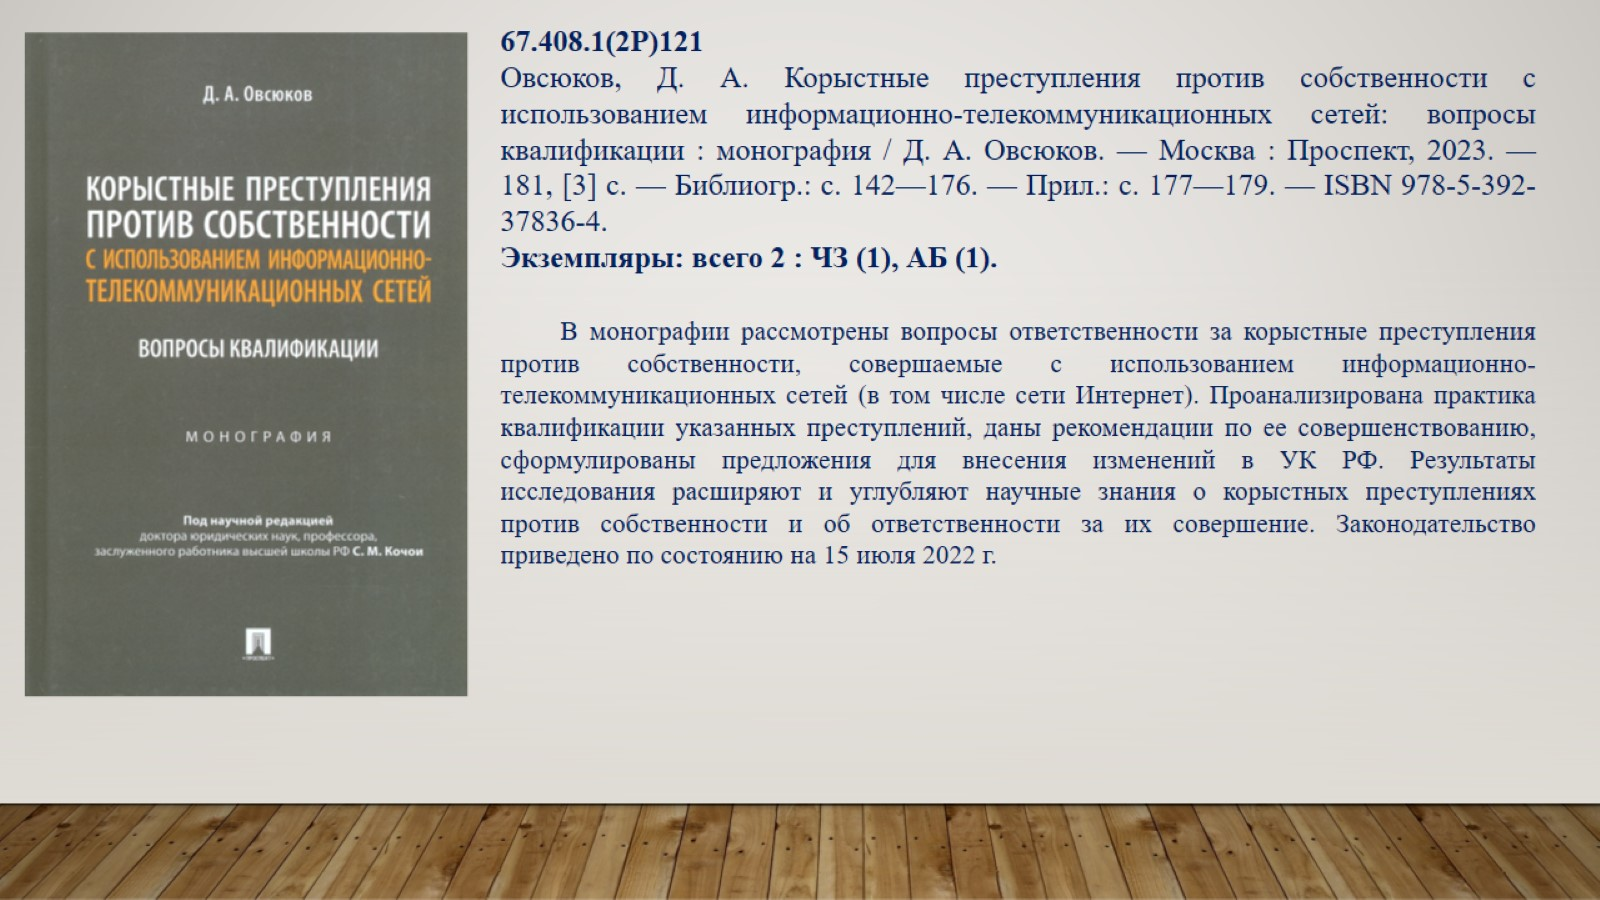 Д. А. Овсюков
КОРЫСТНЫЕ ПРЕСТУПЛЕНИЯ
ПРОТИВ СОБСТВЕННОСТИ
С ИСПОЛЬЗОВАНИЕМ ИНФОРМАЦИОННО-
ТЕЛЕКОММУНИКАЦИОННЫХ СЕТЕЙ
ВОПРОСЫ КВАЛИФИКАЦИИ
МОНОГРАФИЯ
Под научной редакцией
доктора юридических наук, профессора,
заслуженного работника высшей школы РФ С. М. Кочои
•ПРОСПЕКТ•
67.408.1(2Р)121
Овсюков, Д. А. Корыстные преступления против собственности с
использованием информационно-телекоммуникационных сетей: вопросы
квалификации : монография / Д. А. Овсюков. — Москва : Проспект, 2023. —
181, [3] с. — Библиогр.: с. 142—176. — Прил.: с. 177—179. — ISBN 978-5-392-
37836-4.
Экземпляры: всего 2 : ЧЗ (1), АБ (1).
В монографии рассмотрены вопросы ответственности за корыстные преступления
против собственности, совершаемые с использованием информационно-
телекоммуникационных сетей (в том числе сети Интернет). Проанализирована практика
квалификации указанных преступлений, даны рекомендации по ее совершенствованию,
сформулированы предложения для внесения изменений в УК РФ. Результаты
исследования расширяют и углубляют научные знания о корыстных преступлениях
против собственности и об ответственности за их совершение. Законодательство
приведено по состоянию на 15 июля 2022 г.